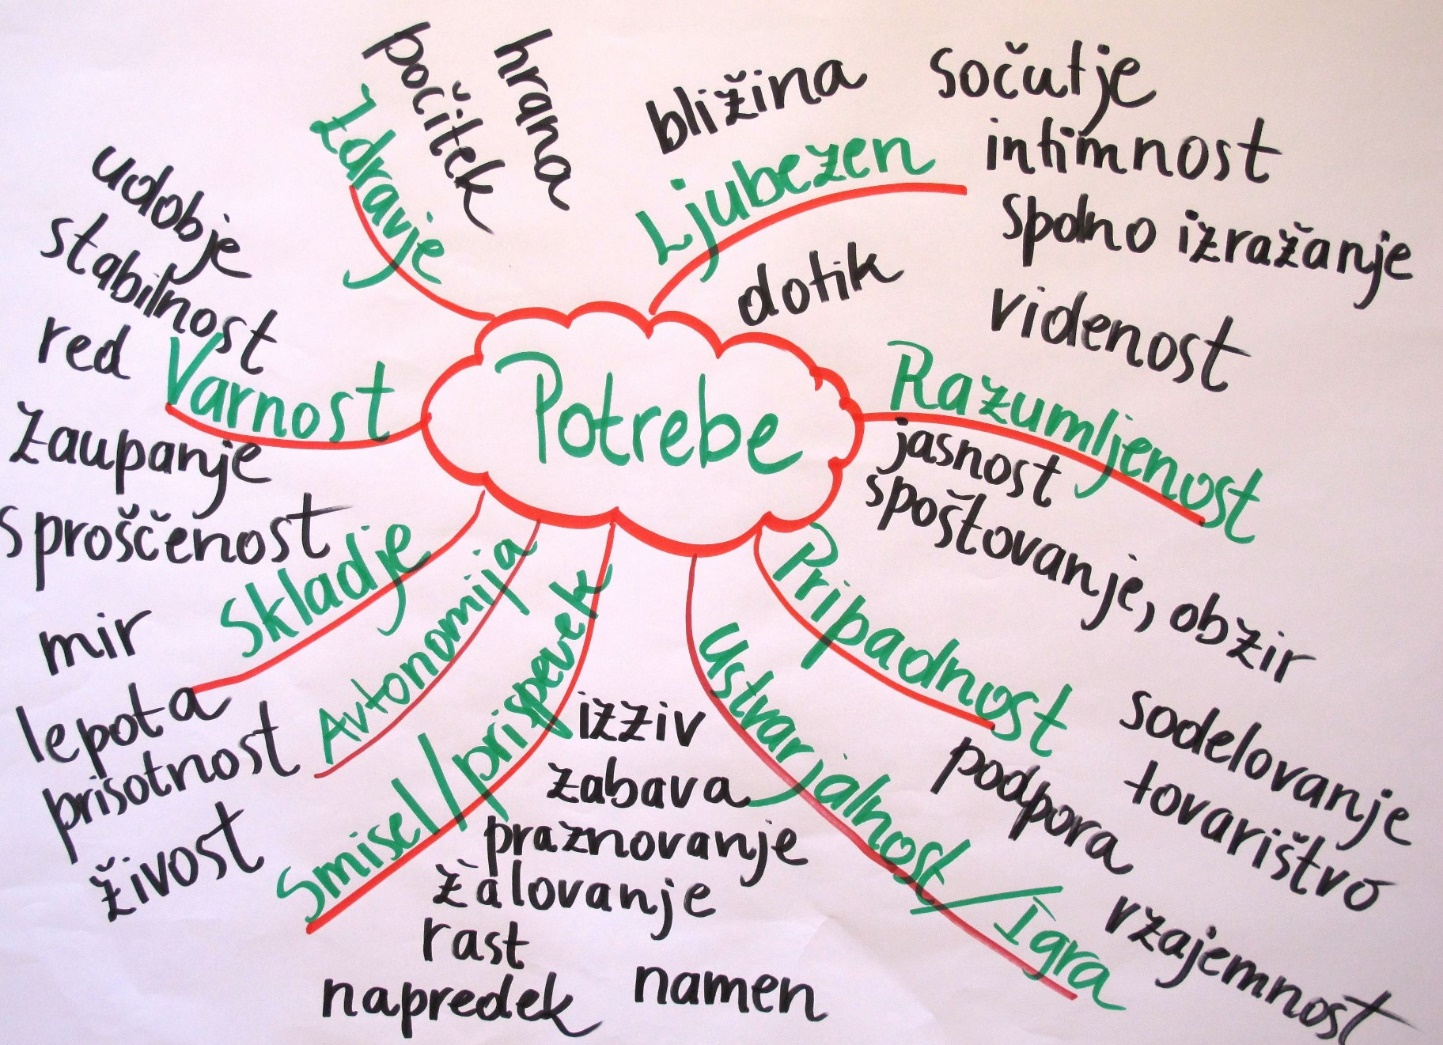 Potrebe
Zdravje
počitek
hrana
Ljubezen
bližina
sočutje
intimnost
spolno izražanje
dotik
videnost
Razumljenost
jasnost
spoštovanje, obzir
Pripadnost
sodelovanje
tovarištvo
podpora
vzajemnost
Ustvarjalnost/Igra
izziv
zabava
praznovanje
žalovanje
rast
napredek
namen
Smisel/prispevek
Avtonomija
Skladje
mir
lepota
prisotnost
živost
Varnost
udobje
stabilnost
red
zaupanje
sproščenost